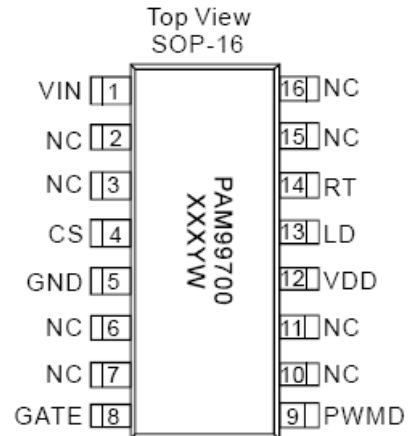 Top View
SOP-16
VIN 1
NC 2
NC 3
CS 4
GND 5
NC 6
NC 7
GATE 8
PAM99700
XXXYW
16 NC
15 NC
14 RT
13 LD
12 VDD
11 NC
10 NC
9 PWMD